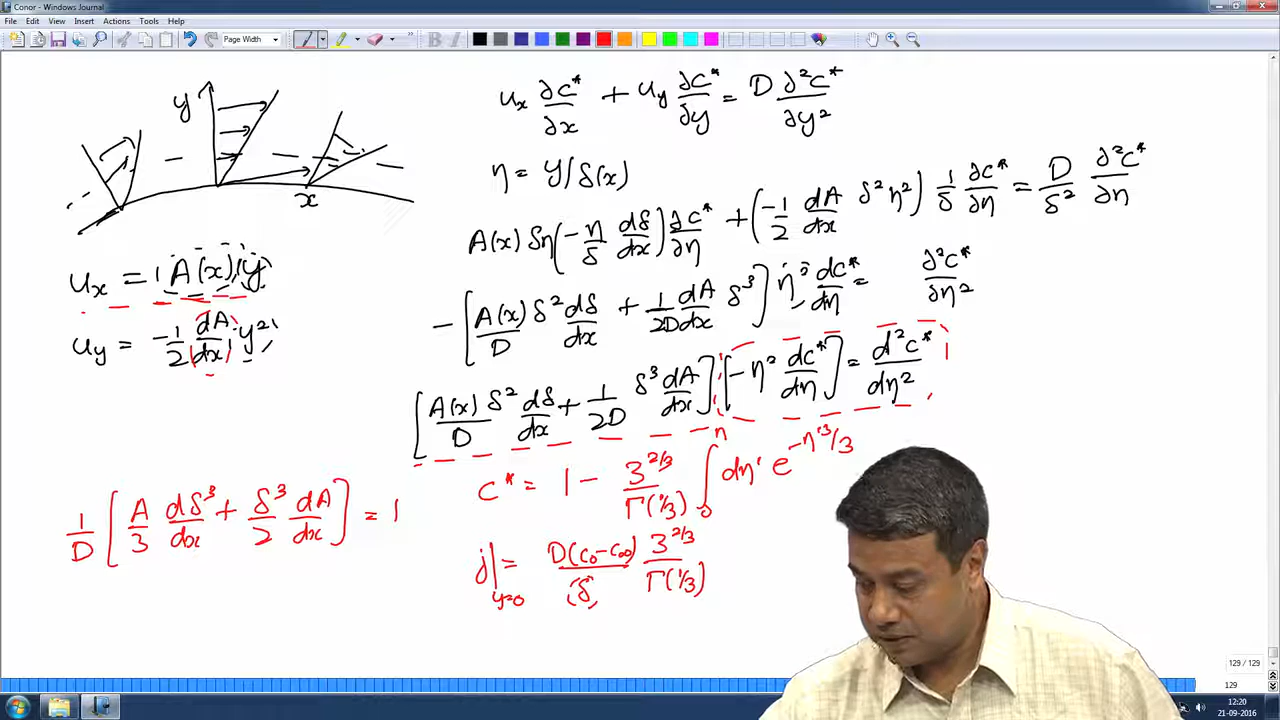 Conor - Windows Journal
File Edit View Insert Actions Tools Help
Page Width
B I
y
x
u_x = A(x) y
u_y = -1/2 dA/dx y²
u_x ∂c*/∂x + u_y ∂c*/∂y = D ∂²c*/∂y²
η = y/δ(x)
A(x) δη(-η/δ dδ/dx) ∂c*/∂η + (-1/2 dA/dx δ²η²) 1/δ ∂c*/∂η = D/δ² ∂²c*/∂η
-[A(x)/D δ² dδ/dx + 1/2D dA/dx δ³] η² dc*/dη = ∂²c*/∂η²
[A(x)/D δ² dδ/dx + 1/2D δ³ dA/dx] [-η² dc*/dη] = d²c*/dη²
c* = 1 - 3^(2/3)/Γ(1/3) ∫₀^η dη' e^(-η'³/3)
1/D [A/3 dδ³/dx + δ³/2 dA/dx] = 1
j|_(y=0) = D(c₀-c∞)/δ 3^(2/3)/Γ(1/3)
129 / 129
129
12:20
21-09-2016